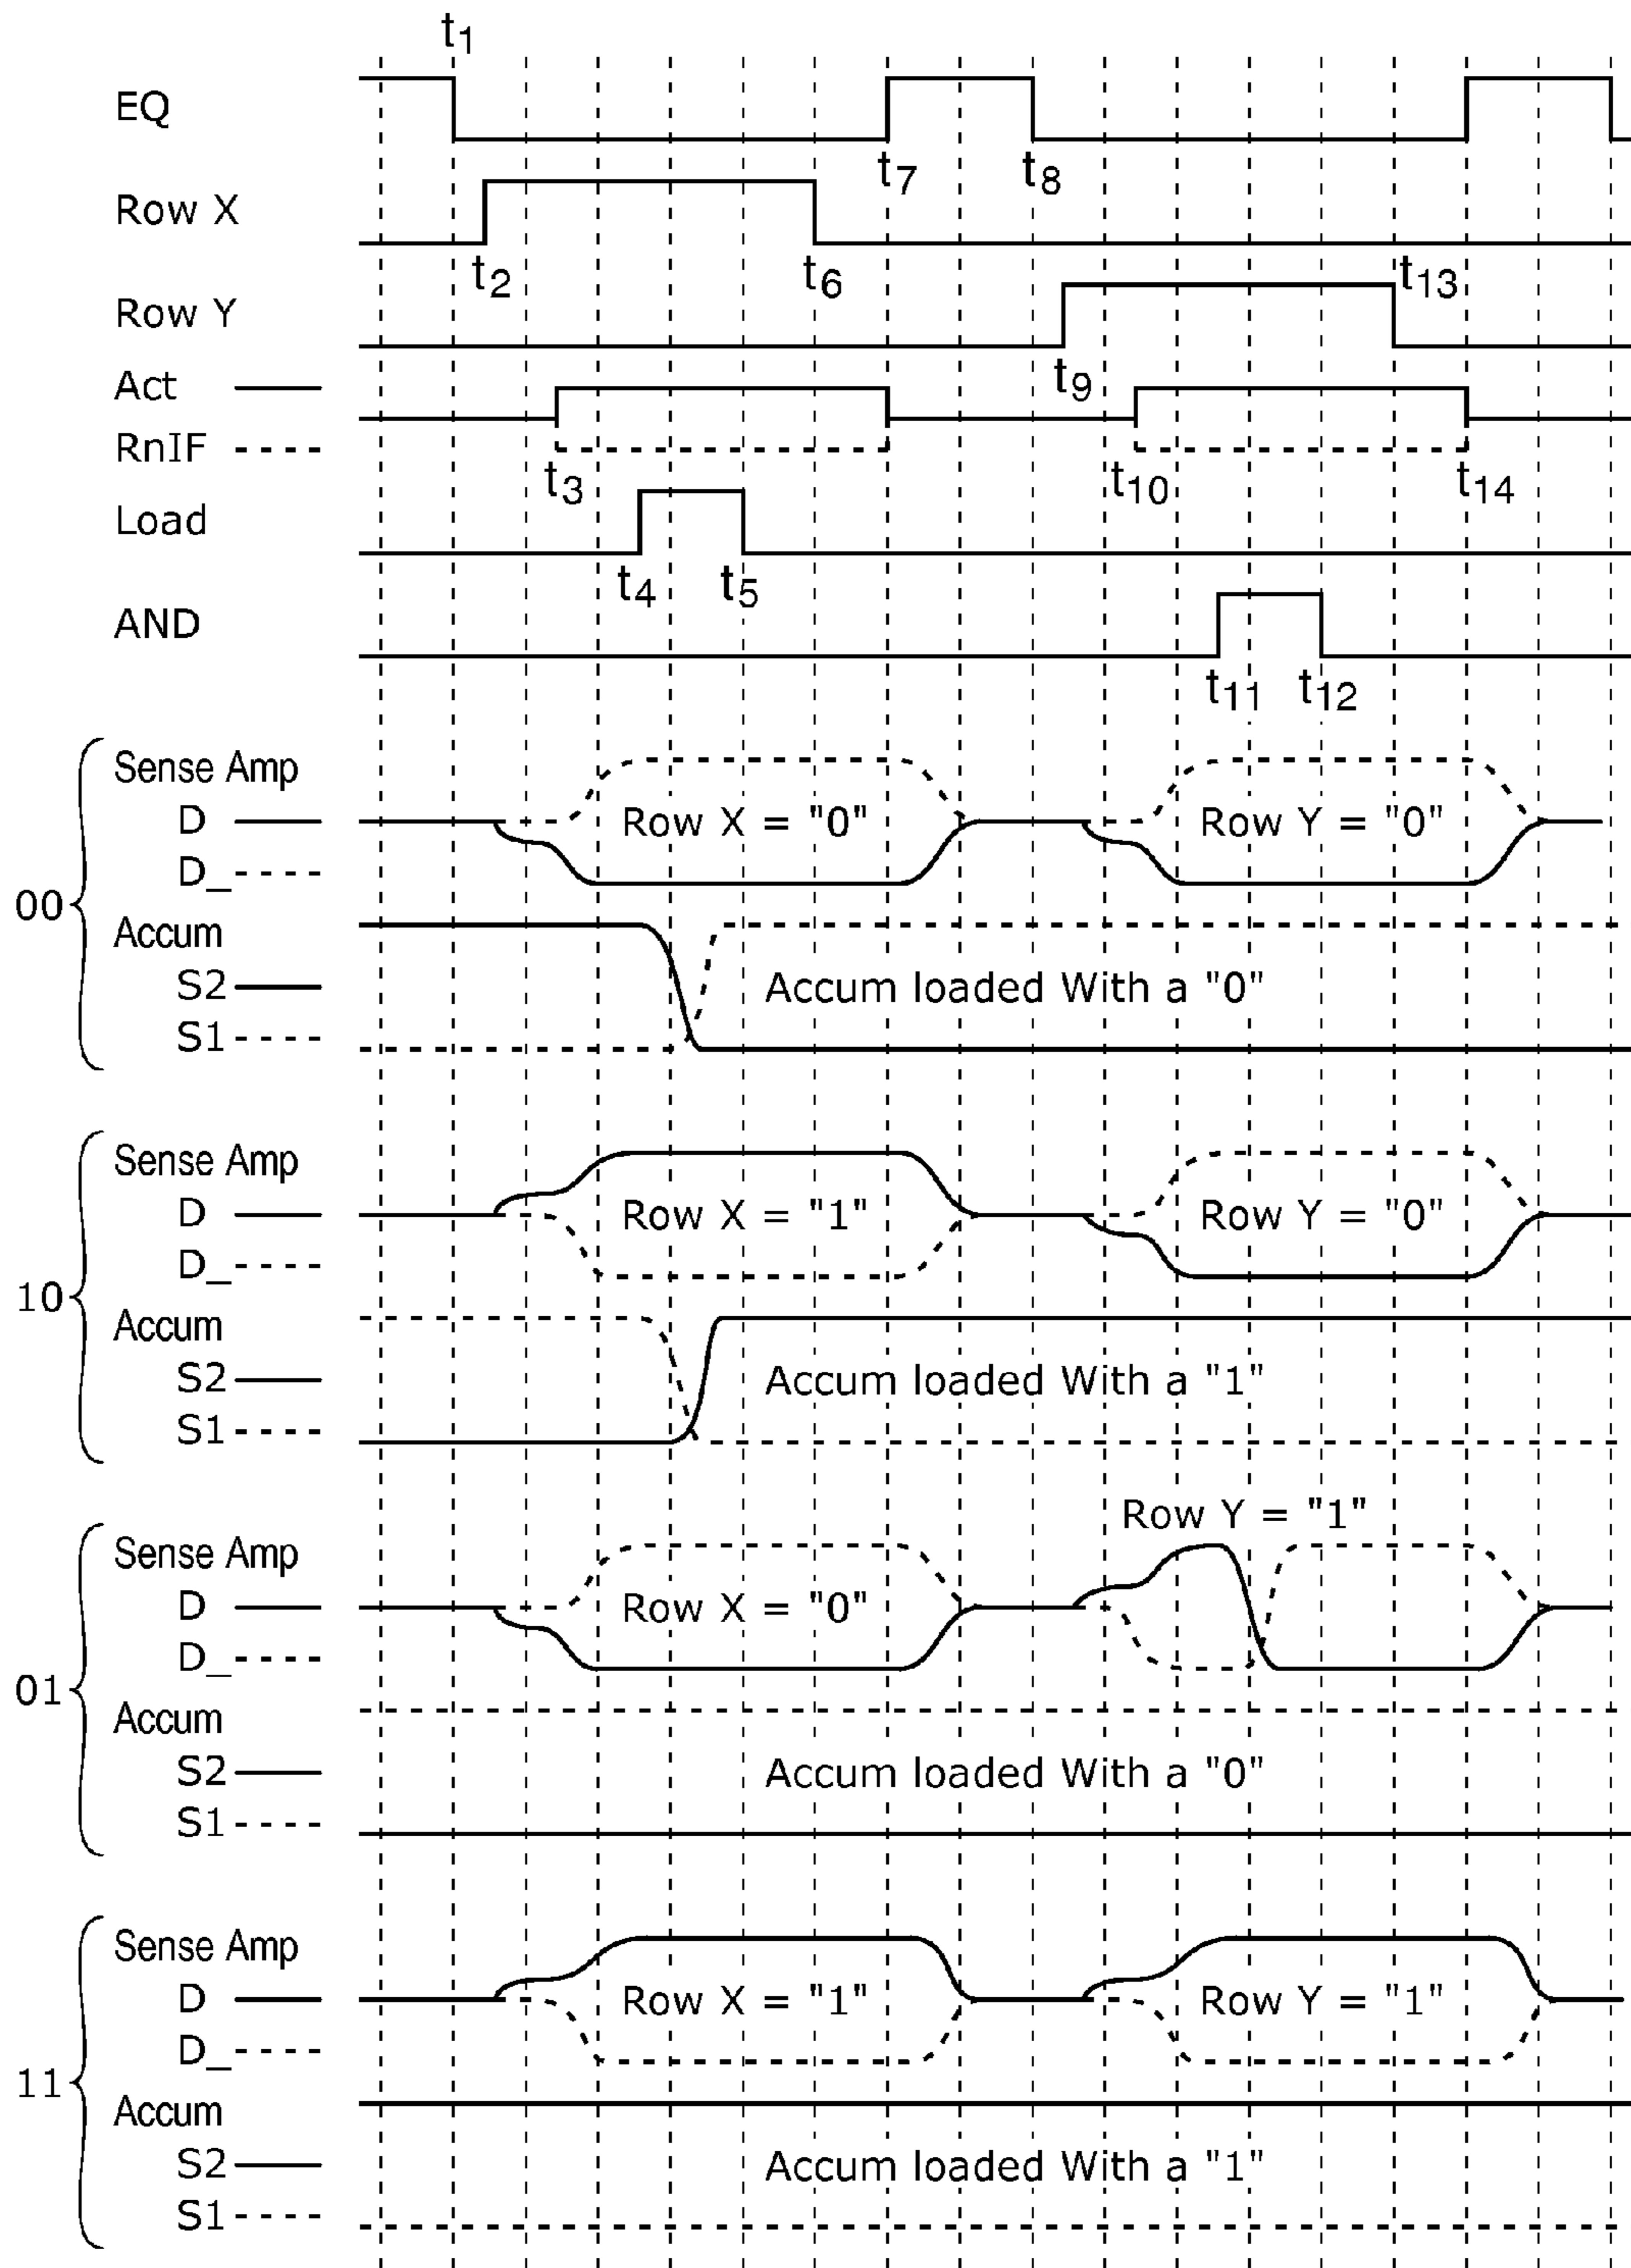 t1
EQ
t7 t8
Row X
t2 t6 t13
Row Y
Act t9
RnIF
t3 t10 t14
Load
t4 t5
AND
t11 t12
00
Sense Amp
D Row X = "0" Row Y = "0"
D_
Accum
S2 Accum loaded With a "0"
S1
10
Sense Amp
D Row X = "1" Row Y = "0"
D_
Accum
S2 Accum loaded With a "1"
S1
Row Y = "1"
01
Sense Amp
D Row X = "0"
D_
Accum
S2 Accum loaded With a "0"
S1
11
Sense Amp
D Row X = "1" Row Y = "1"
D_
Accum
S2 Accum loaded With a "1"
S1